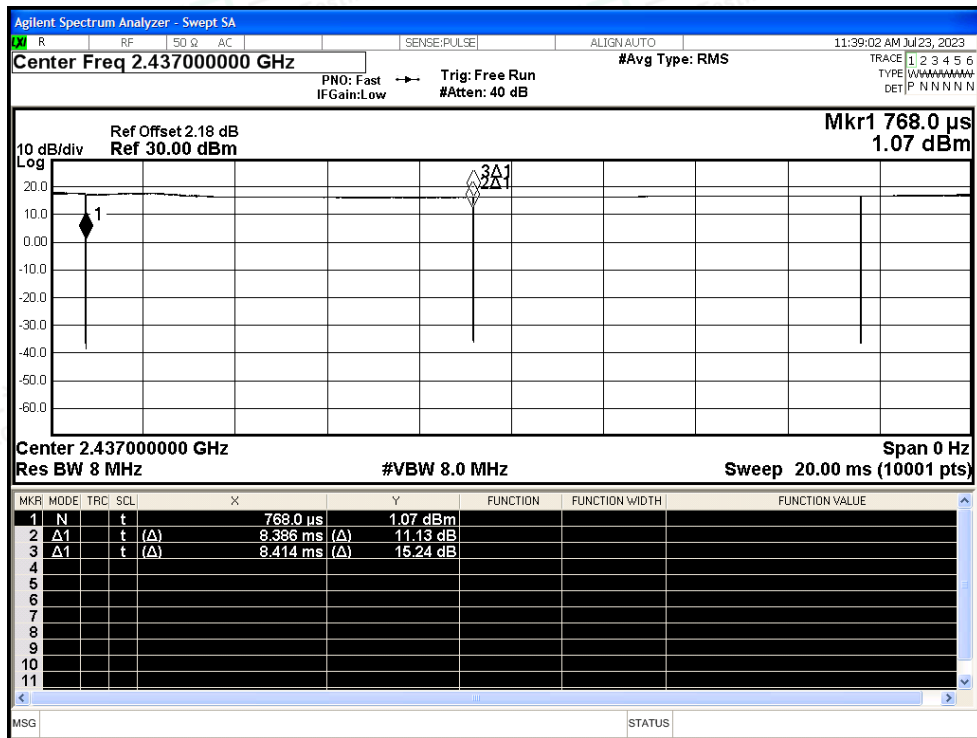 Agilent Spectrum Analyzer - Swept SA
LXI R RF 50 Ω AC SENSE:PULSE ALIGN AUTO 11:39:02 AM Jul 23, 2023
Center Freq 2.437000000 GHz #Avg Type: RMS TRACE 1 2 3 4 5 6
PNO: Fast Trig: Free Run TYPE WWWWWW
IFGain:Low #Atten: 40 dB DET P N N N N N
Mkr1 768.0 µs
Ref Offset 2.18 dB
10 dB/div Ref 30.00 dBm 1.07 dBm
Log
3Δ1
20.0 2Δ1
10.0 1
0.00
-10.0
-20.0
-30.0
-40.0
-50.0
-60.0
Center 2.437000000 GHz Span 0 Hz
Res BW 8 MHz #VBW 8.0 MHz Sweep 20.00 ms (10001 pts)
MKR MODE TRC SCL X Y FUNCTION FUNCTION WIDTH FUNCTION VALUE
1 N t 768.0 µs 1.07 dBm
2 Δ1 t (Δ) 8.386 ms (Δ) 11.13 dB
3 Δ1 t (Δ) 8.414 ms (Δ) 15.24 dB
4
5
6
7
8
9
10
11
MSG STATUS